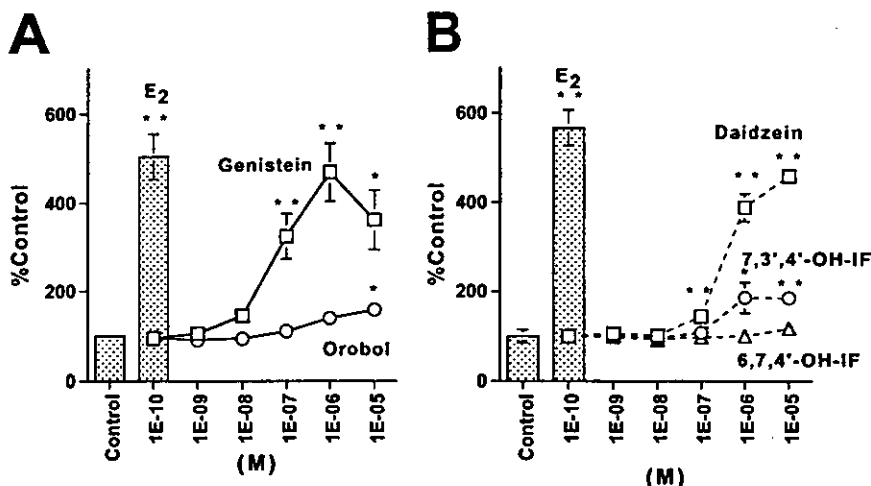 A
E2
* *
600
400
200
0
%Control
Genistein
* *
* *
*
*
Orobol
Control
1E-10
1E-09
1E-08
1E-07
1E-06
1E-05
(M)
B
E2
* *
600
400
200
0
%Control
Daidzein
* *
* *
7,3',4'-OH-IF
* *
*
* *
6,7,4'-OH-IF
Control
1E-10
1E-09
1E-08
1E-07
1E-06
1E-05
(M)